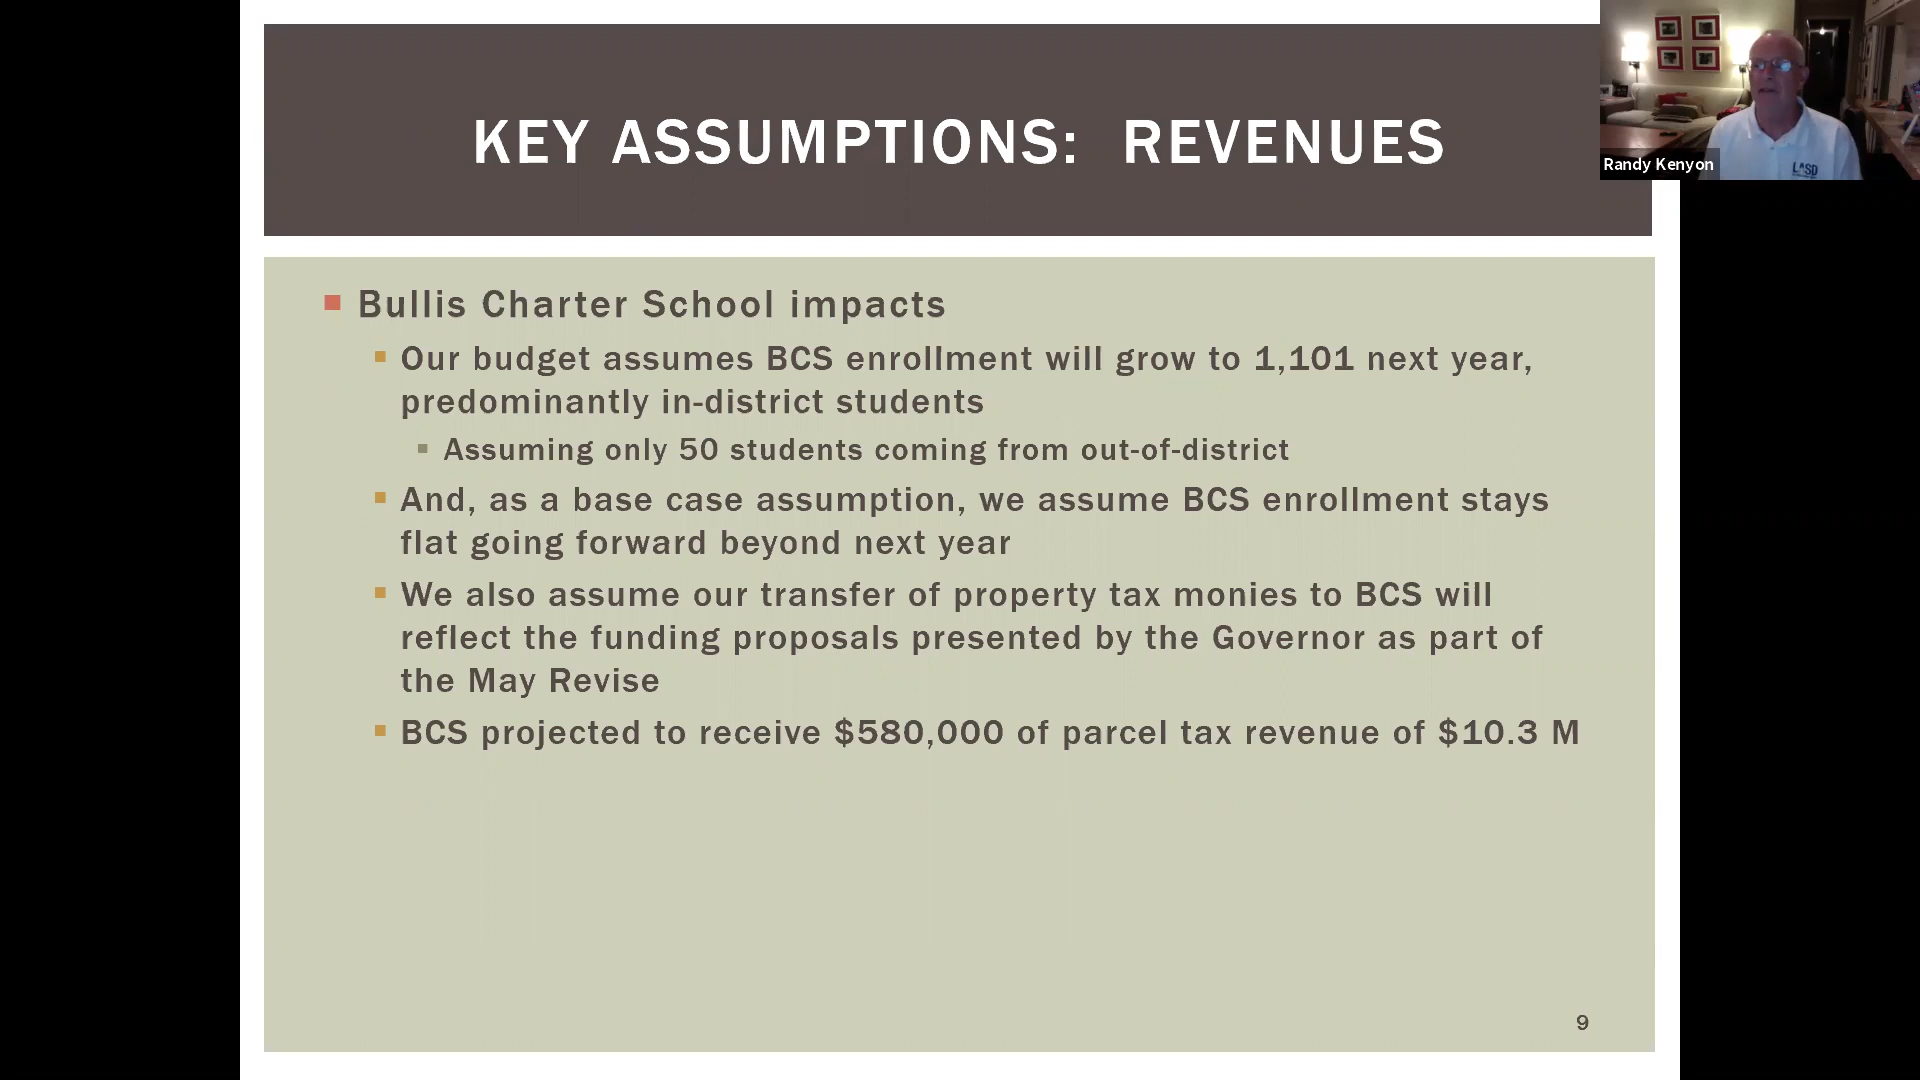 KEY ASSUMPTIONS: REVENUES
Randy Kenyon
LASD
Bullis Charter School impacts
Our budget assumes BCS enrollment will grow to 1,101 next year,
predominantly in-district students
Assuming only 50 students coming from out-of-district
And, as a base case assumption, we assume BCS enrollment stays
flat going forward beyond next year
We also assume our transfer of property tax monies to BCS will
reflect the funding proposals presented by the Governor as part of
the May Revise
BCS projected to receive $580,000 of parcel tax revenue of $10.3 M
9